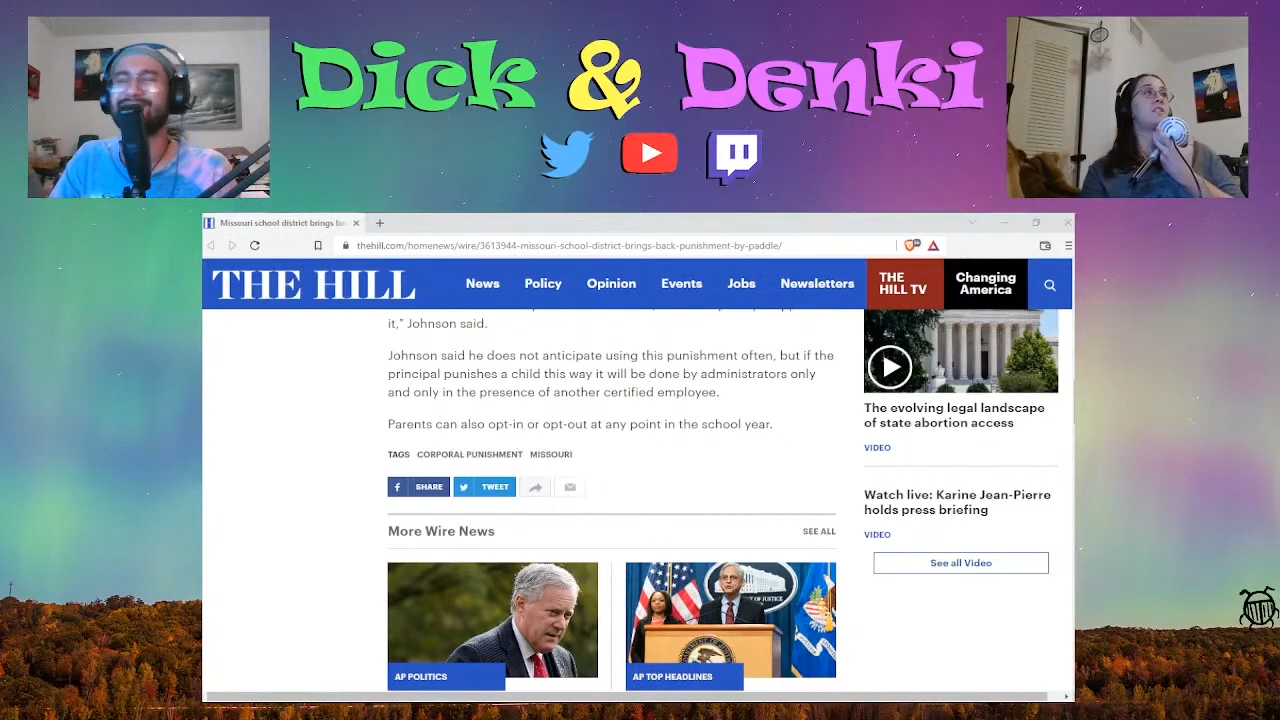 Dick & Denki
Missouri school district brings be
thehill.com/homenews/wire/3613944-missouri-school-district-brings-back-punishment-by-paddle/
THE HILL
News
Policy
Opinion
Events
Jobs
Newsletters
THE
HILL TV
Changing
America
it," Johnson said.
Johnson said he does not anticipate using this punishment often, but if the
principal punishes a child this way it will be done by administrators only
and only in the presence of another certified employee.
Parents can also opt-in or opt-out at any point in the school year.
TAGS CORPORAL PUNISHMENT MISSOURI
SHARE
TWEET
More Wire News
SEE ALL
AP POLITICS
AP TOP HEADLINES
The evolving legal landscape
of state abortion access
VIDEO
Watch live: Karine Jean-Pierre
holds press briefing
VIDEO
See all Video